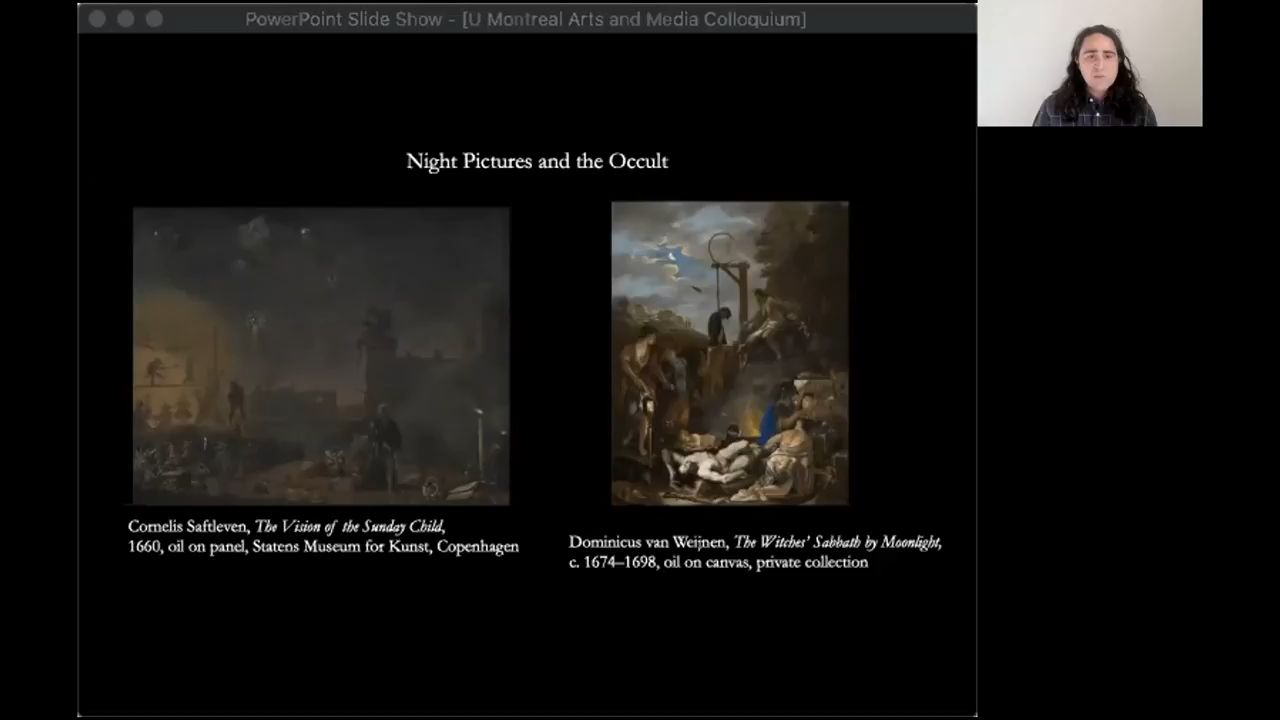 PowerPoint Slide Show - [U Montreal Arts and Media Colloquium]
Night Pictures and the Occult
Cornelis Saftleven, The Vision of the Sunday Child,
1660, oil on panel, Statens Museum for Kunst, Copenhagen
Dominicus van Weijnen, The Witches' Sabbath by Moonlight,
c. 1674–1698, oil on canvas, private collection